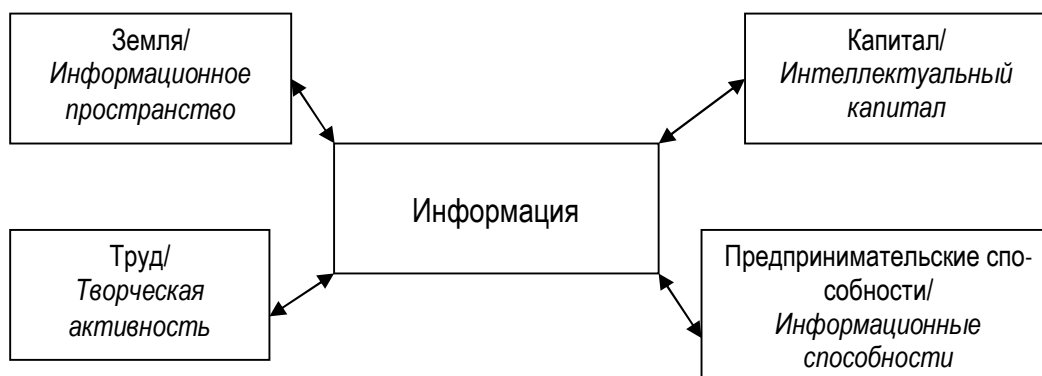 Земля/
Информационное
пространство
Капитал/
Интеллектуальный
капитал
Информация
Труд/
Творческая
активность
Предпринимательские спо-
собности/
Информационные
способности